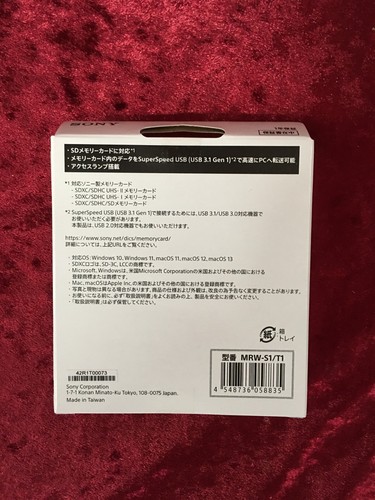 SONY
・SDメモリーカードに対応*1
・メモリーカード内のデータをSuperSpeed USB (USB 3.1 Gen 1)*2で高速にPCへ転送可能
・アクセスランプ搭載
*1 対応ソニー製メモリーカード
- SDXC/SDHC UHS-IIメモリーカード
- SDXC/SDHC UHS-Iメモリーカード
- SDXC/SDHC/SDメモリーカード
*2 SuperSpeed USB (USB 3.1 Gen 1)で接続するためには、USB 3.1/USB 3.0対応機器で
お使いいただく必要があります。
本機は、USB 2.0対応機器でもお使いいただけます。
https://www.sony.net/dics/memorycard/
詳細については、上記URLをご覧ください。
・対応OS: Windows 10, Windows 11, macOS 11, macOS 12, macOS 13
・SDXCロゴは、SD-3C, LCCの商標です。
・Microsoft、Windowsは、米国Microsoft Corporationの米国およびその他の国における
登録商標または商標です。
・Mac、macOSはApple Inc.の米国およびその他の国における登録商標です。
・写真と現物は異なる場合があります。商品の仕様および外観は、改良の為予告なく変更することがあります。
・お使いになる前に、必ず「取扱説明書」をよくお読みの上、製品を安全にお使いください。
・「取扱説明書」は必ず保管してください。
紙
箱
トレイ
型番 MRW-S1/T1
4 548736 058835
42R1T00073
Sony Corporation
1-7-1 Konan Minato-Ku Tokyo, 108-0075 Japan.
Made in Taiwan